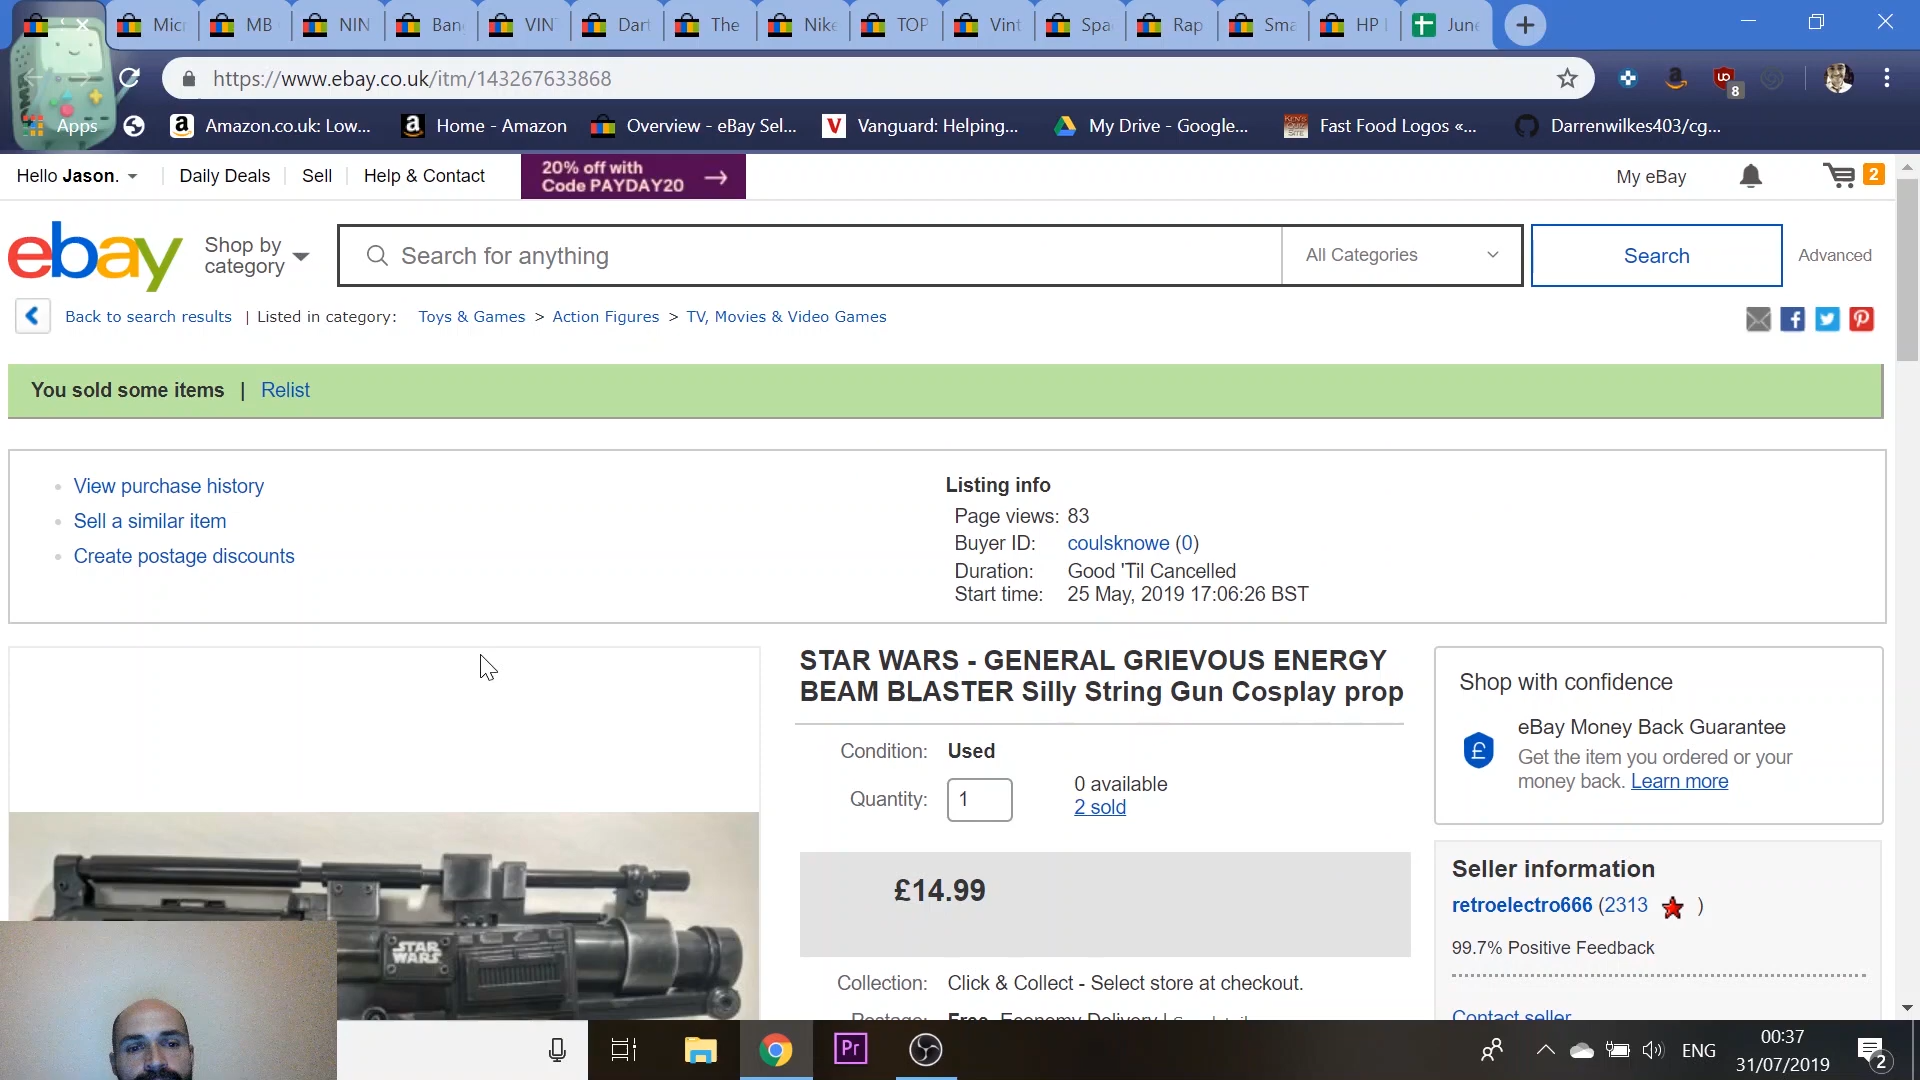 Mic
MB
NIN
Ban
VIN
Dart
The
Nike
TOP
Vint
Spa
Rap
Sma
HP
June
https://www.ebay.co.uk/itm/143267633868
8
Apps
Amazon.co.uk: Low...
Home - Amazon
Overview - eBay Sel...
Vanguard: Helping...
My Drive - Google...
Fast Food Logos «...
Darrenwilkes403/cg...
Hello Jason.
Daily Deals
Sell
Help & Contact
20% off with
Code PAYDAY20
My eBay
2
ebay
Shop by
category
Search for anything
All Categories
Search
Advanced
Back to search results | Listed in category: Toys & Games > Action Figures > TV, Movies & Video Games
You sold some items | Relist
View purchase history
Sell a similar item
Create postage discounts
Listing info
Page views: 83
Buyer ID: coulsknowe (0)
Duration: Good 'Til Cancelled
Start time: 25 May, 2019 17:06:26 BST
STAR WARS - GENERAL GRIEVOUS ENERGY
BEAM BLASTER Silly String Gun Cosplay prop
Condition: Used
Quantity: 1
0 available
2 sold
£14.99
Collection: Click & Collect - Select store at checkout.
Postage: Free Economy Delivery |
Shop with confidence
eBay Money Back Guarantee
Get the item you ordered or your
money back. Learn more
Seller information
retroelectro666 (2313 )
99.7% Positive Feedback
Contact seller
STAR
WARS
Pr
ENG
00:37
31/07/2019
2